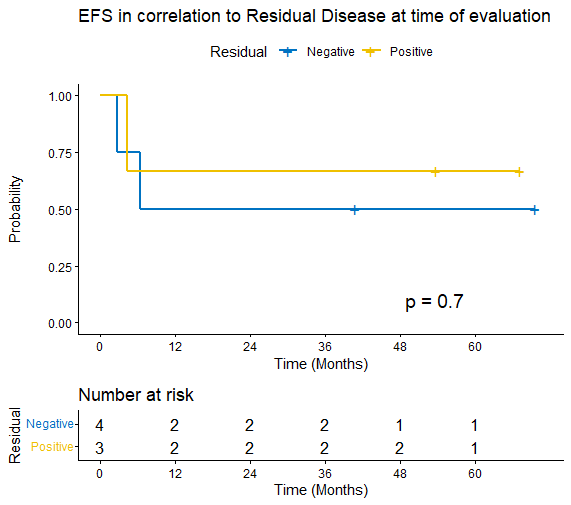 EFS in correlation to Residual Disease at time of evaluation
Residual Negative Positive
1.00
0.75
0.50
0.25
0.00
Probability
p = 0.7
0 12 24 36 48 60
Time (Months)
Number at risk
Residual
Negative 4 2 2 2 1 1
Positive 3 2 2 2 2 1
0 12 24 36 48 60
Time (Months)